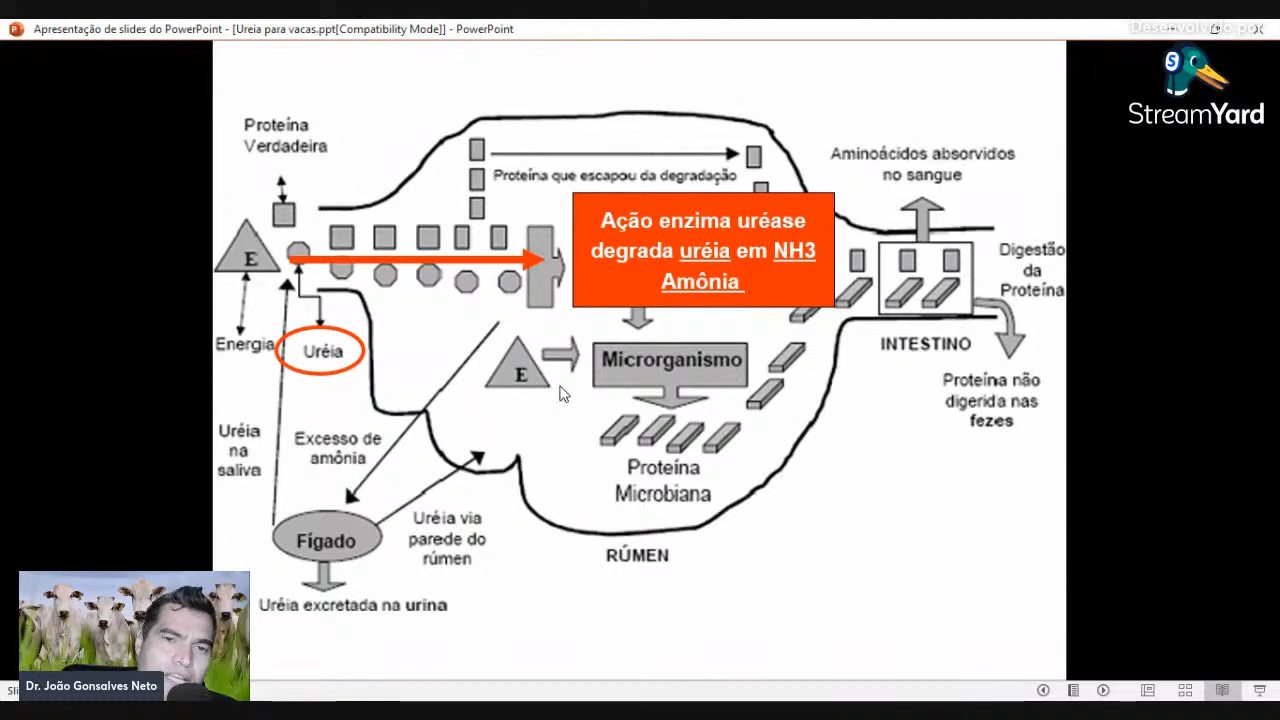 Apresentação de slides do PowerPoint - [Ureia para vacas.ppt[Compatibility Mode]] - PowerPoint
Desenvolvido por
StreamYard
Proteína
Verdadeira
Proteína que escapou da degradação
Aminoácidos absorvidos
no sangue
Ação enzima uréase
degrada uréia em NH3
Amônia
E
Digestão
da
Proteína
Energia
Uréia
E
Microrganismo
INTESTINO
Proteína não
digerida nas
fezes
Uréia
na
saliva
Excesso de
amônia
Proteína
Microbiana
Fígado
Uréia via
parede do
rúmen
RÚMEN
Uréia excretada na urina
Dr. João Gonsalves Neto